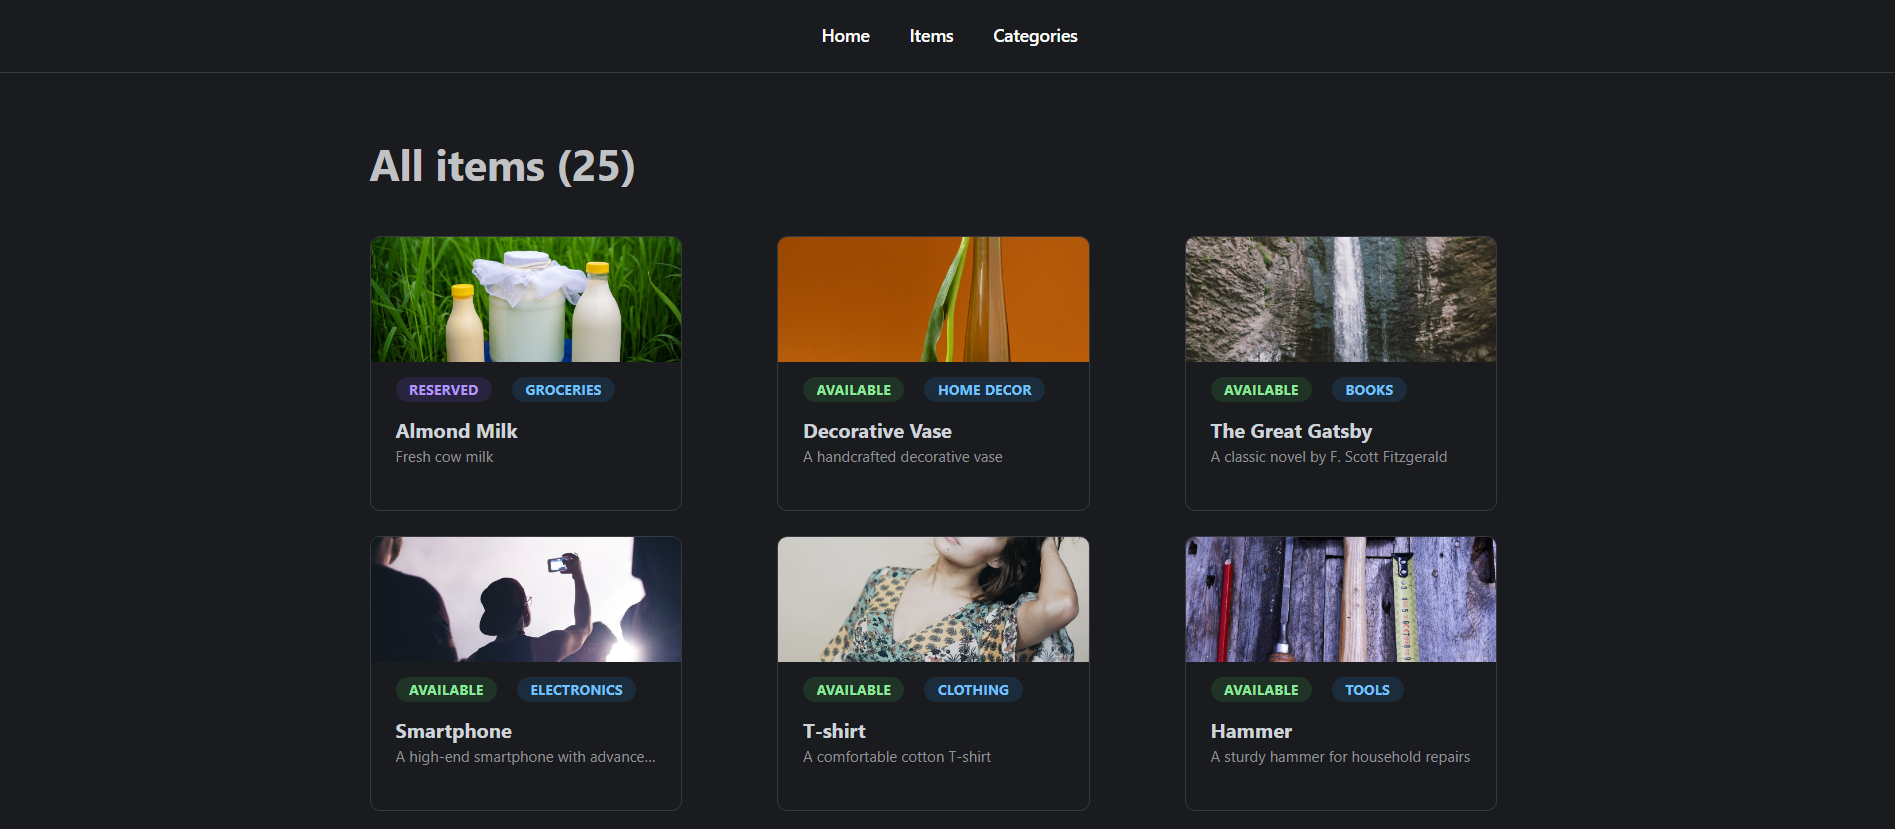 Home Items Categories
All items (25)
RESERVED GROCERIES
Almond Milk
Fresh cow milk
AVAILABLE HOME DECOR
Decorative Vase
A handcrafted decorative vase
AVAILABLE BOOKS
The Great Gatsby
A classic novel by F. Scott Fitzgerald
AVAILABLE ELECTRONICS
Smartphone
A high-end smartphone with advance...
AVAILABLE CLOTHING
T-shirt
A comfortable cotton T-shirt
AVAILABLE TOOLS
Hammer
A sturdy hammer for household repairs